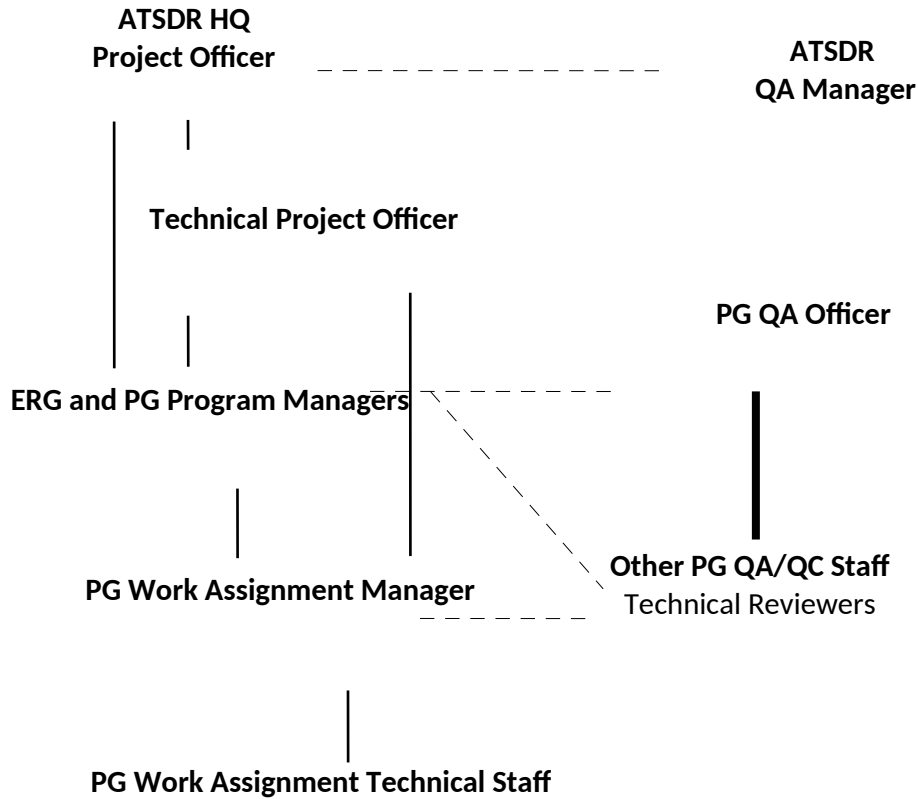 ATSDR HQ
Project Officer
ATSDR
QA Manager
Technical Project Officer
PG QA Officer
ERG and PG Program Managers
Other PG QA/QC Staff
Technical Reviewers
PG Work Assignment Manager
PG Work Assignment Technical Staff